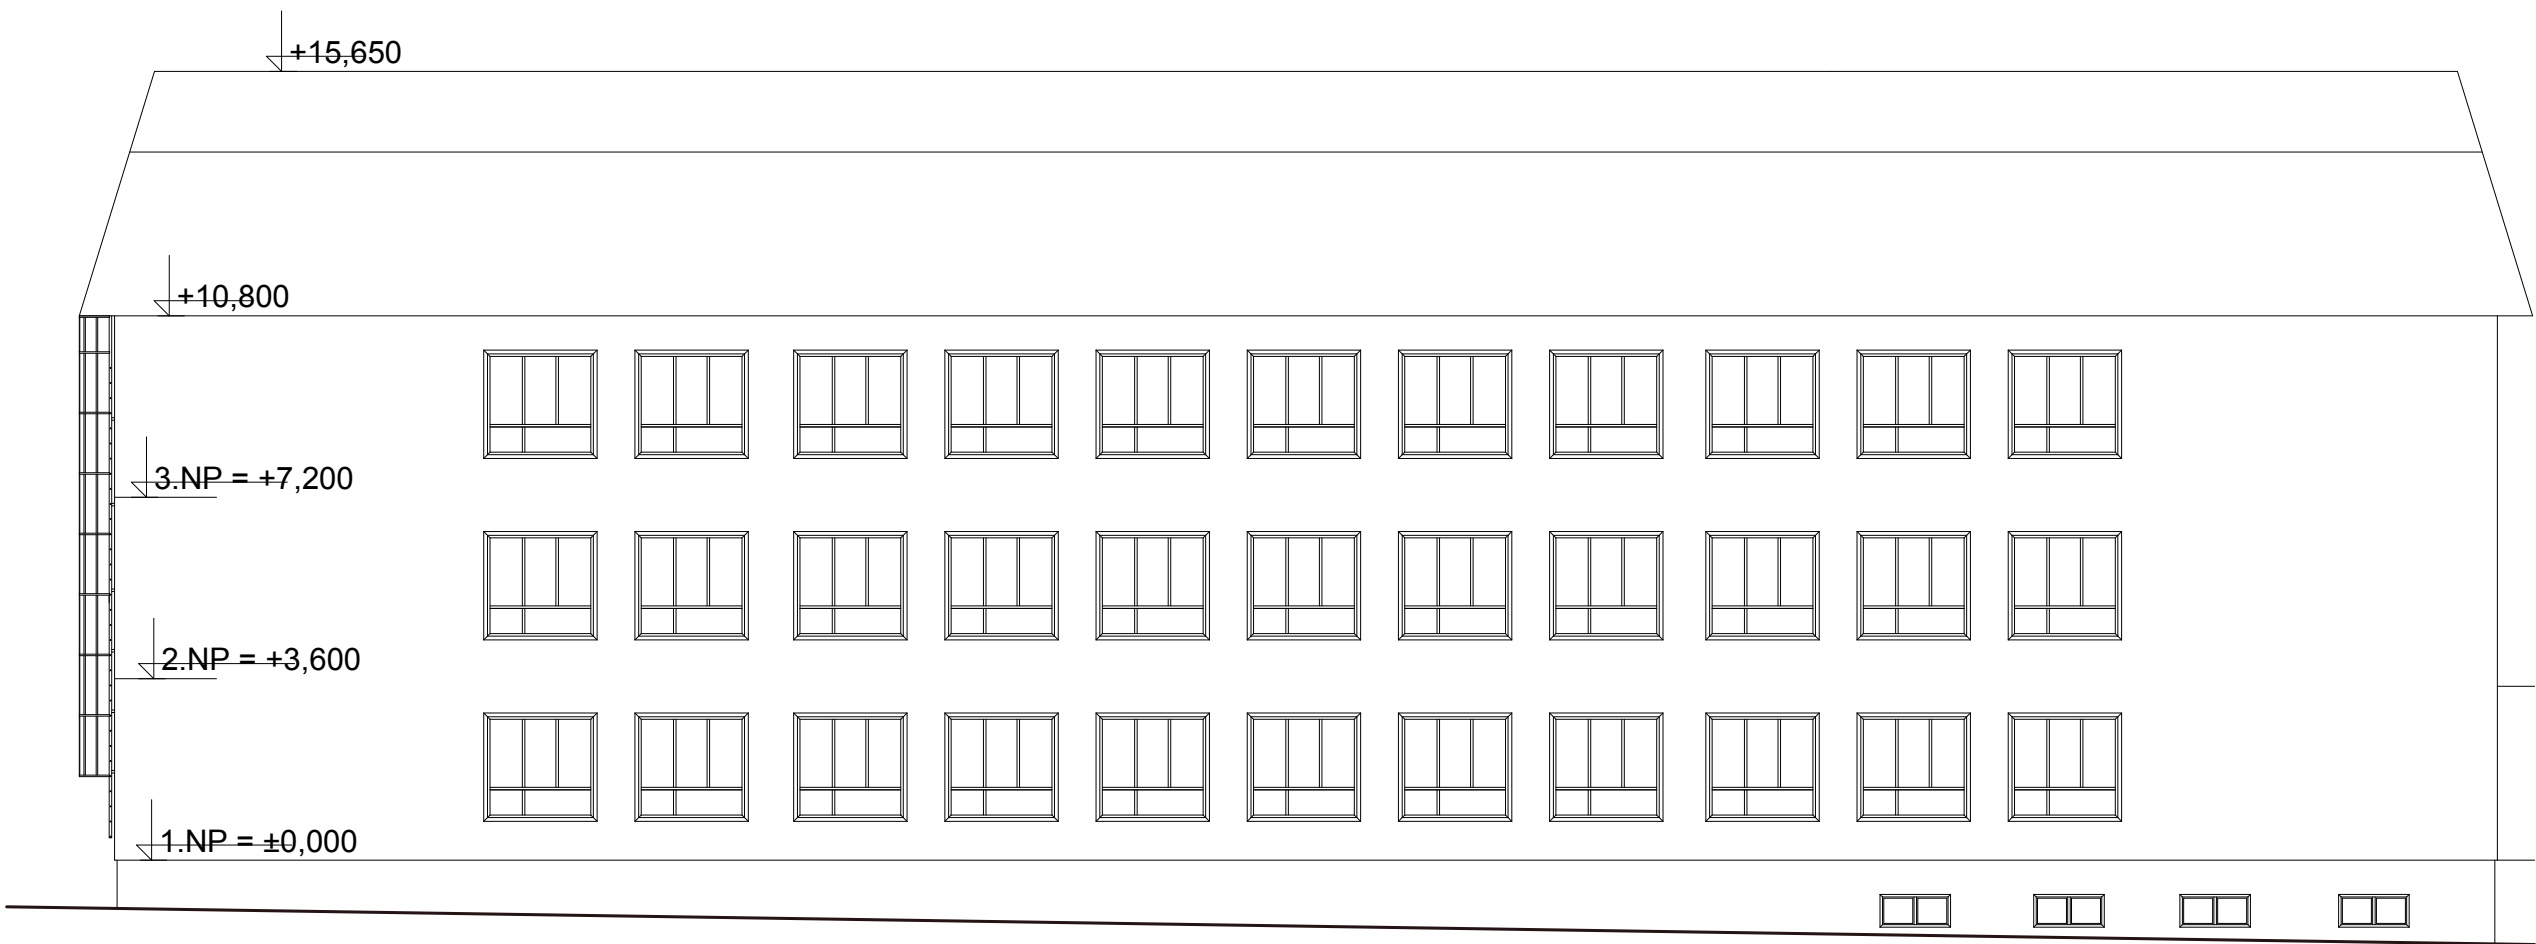 +15,650
+10,800
3.NP = +7,200
2.NP = +3,600
1.NP = ±0,000